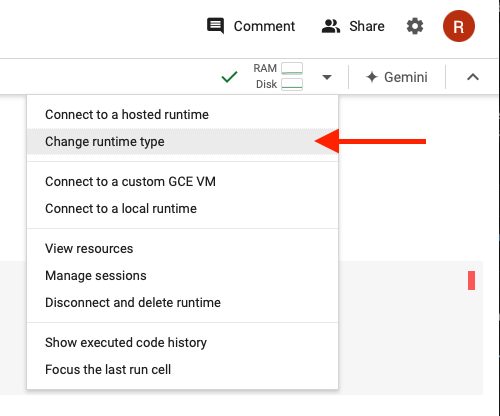 Comment Share R
RAM
Disk
Gemini
Connect to a hosted runtime
Change runtime type
Connect to a custom GCE VM
Connect to a local runtime
View resources
Manage sessions
Disconnect and delete runtime
Show executed code history
Focus the last run cell